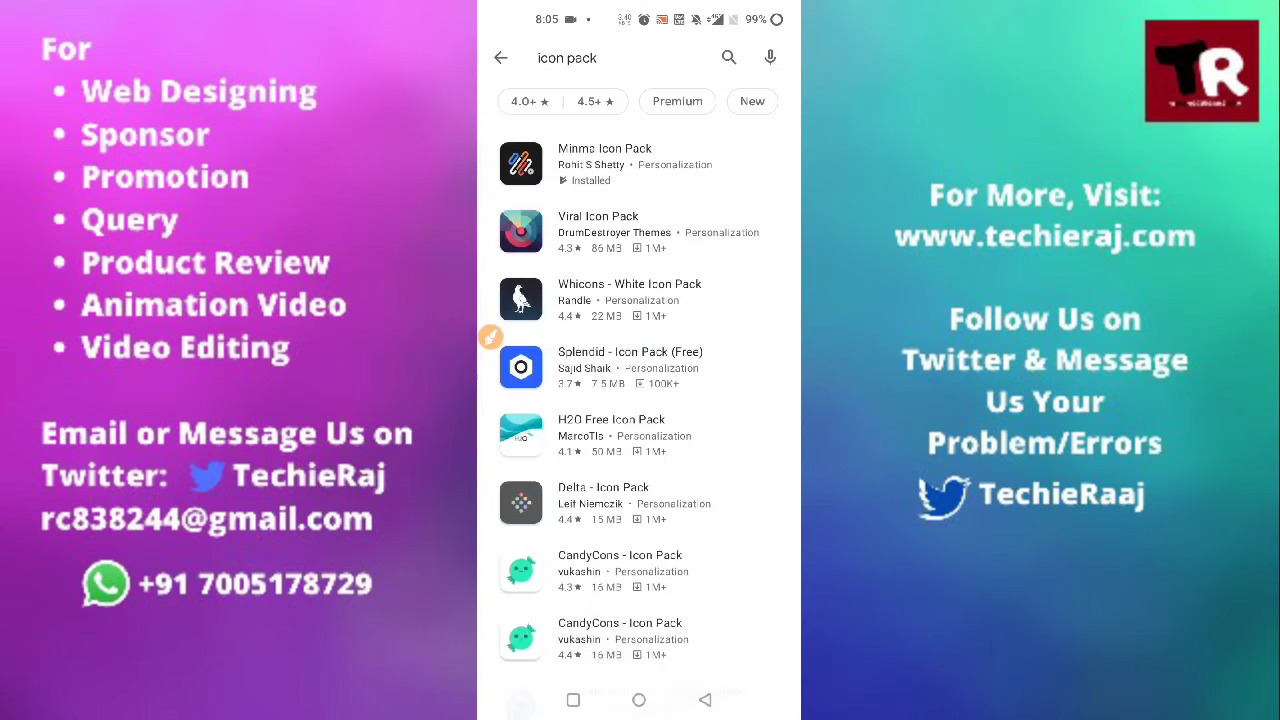 For
• Web Designing
• Sponsor
• Promotion
• Query
• Product Review
• Animation Video
• Video Editing
Email or Message Us on
Twitter: TechieRaj
rc838244@gmail.com
+91 7005178729
8:05
99%
icon pack
4.0+ ★ 4.5+ ★ Premium New
Minma Icon Pack
Rohit S Shetty • Personalization
Installed
Viral Icon Pack
DrumDestroyer Themes • Personalization
4.3★ 86 MB 1M+
Whicons - White Icon Pack
Randle • Personalization
4.4★ 22 MB 1M+
Splendid - Icon Pack (Free)
Sajid Shaik • Personalization
3.7★ 7.5 MB 100K+
H2O Free Icon Pack
MarcoTls • Personalization
4.1★ 50 MB 1M+
Delta - Icon Pack
Leif Niemczik • Personalization
4.4★ 15 MB 1M+
CandyCons - Icon Pack
vukashin • Personalization
4.3★ 16 MB 1M+
CandyCons - Icon Pack
vukashin • Personalization
4.4★ 16 MB 1M+
TR
For More, Visit:
www.techieraj.com
Follow Us on
Twitter & Message
Us Your
Problem/Errors
TechieRaaj